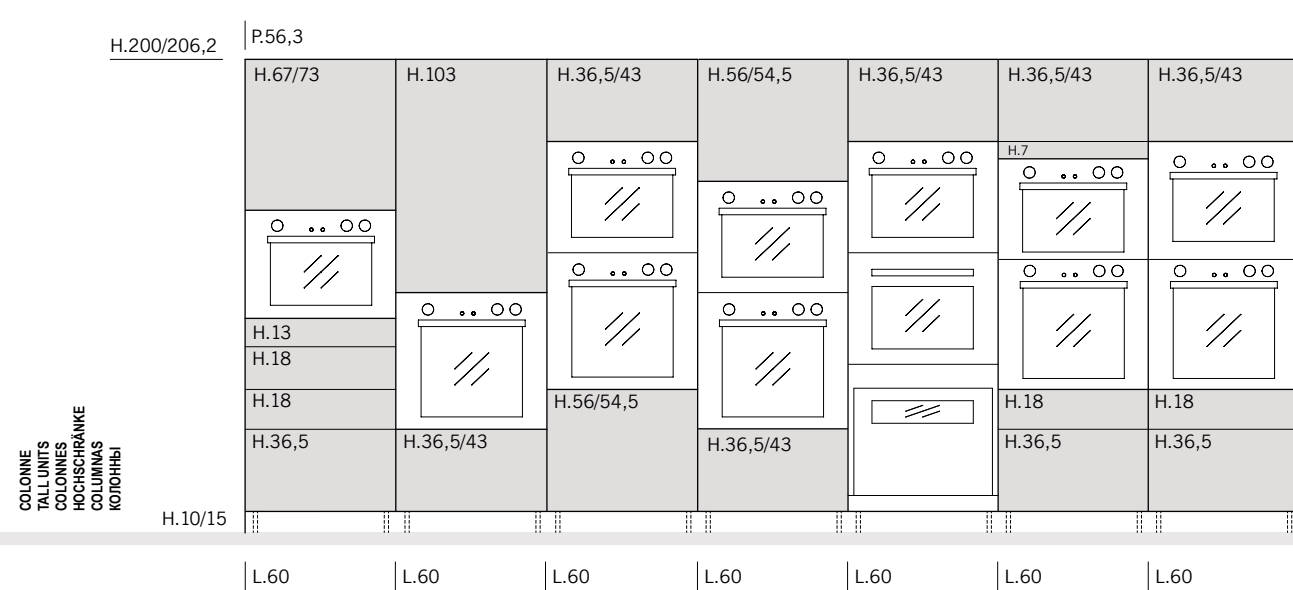 H.200/206,2
P.56,3
H.67/73
H.103
H.36,5/43
H.56/54,5
H.36,5/43
H.36,5/43
H.36,5/43
H.7
H.13
H.18
H.18
H.56/54,5
H.18
H.18
H.36,5
H.36,5/43
H.36,5/43
H.36,5
H.36,5
COLONNE
TALL UNITS
COLONNES
HOCHSCHRÄNKE
COLUMNAS
КОЛОННЫ
H.10/15
L.60
L.60
L.60
L.60
L.60
L.60
L.60